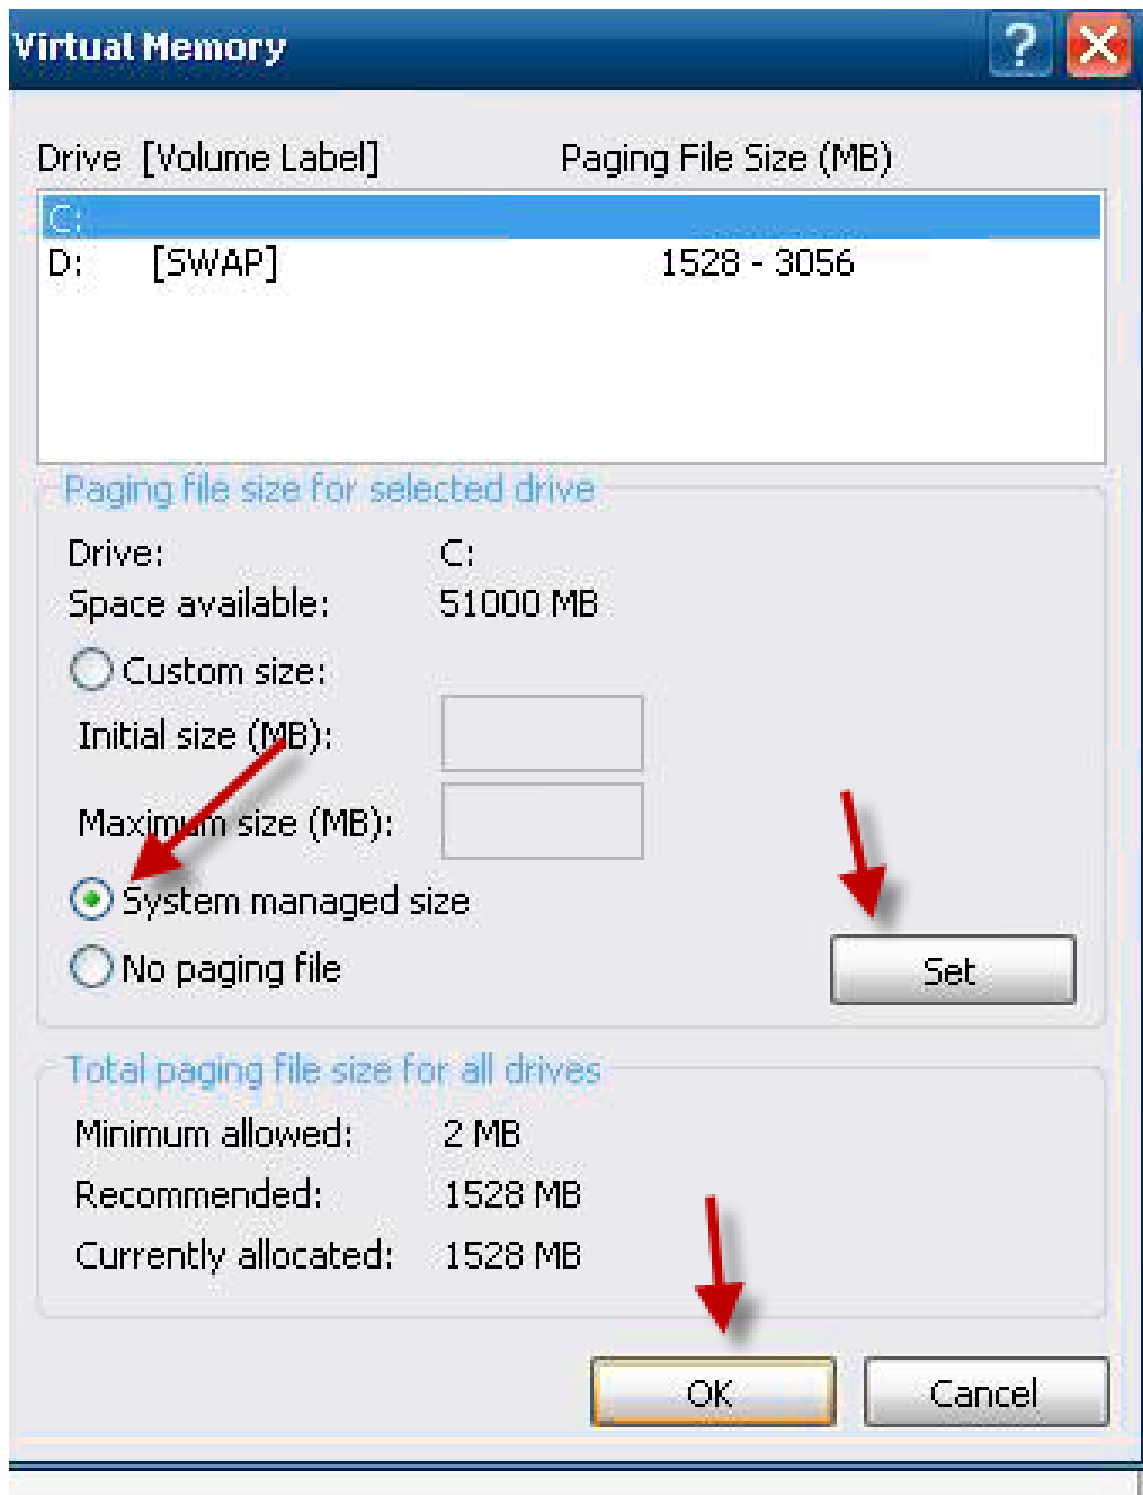 Virtual Memory
?
Drive [Volume Label] Paging File Size (MB)
C:
D: [SWAP] 1528 - 3056
Paging file size for selected drive
Drive: C:
Space available: 51000 MB
Custom size:
Initial size (MB):
Maximum size (MB):
System managed size
No paging file
Set
Total paging file size for all drives
Minimum allowed: 2 MB
Recommended: 1528 MB
Currently allocated: 1528 MB
OK Cancel